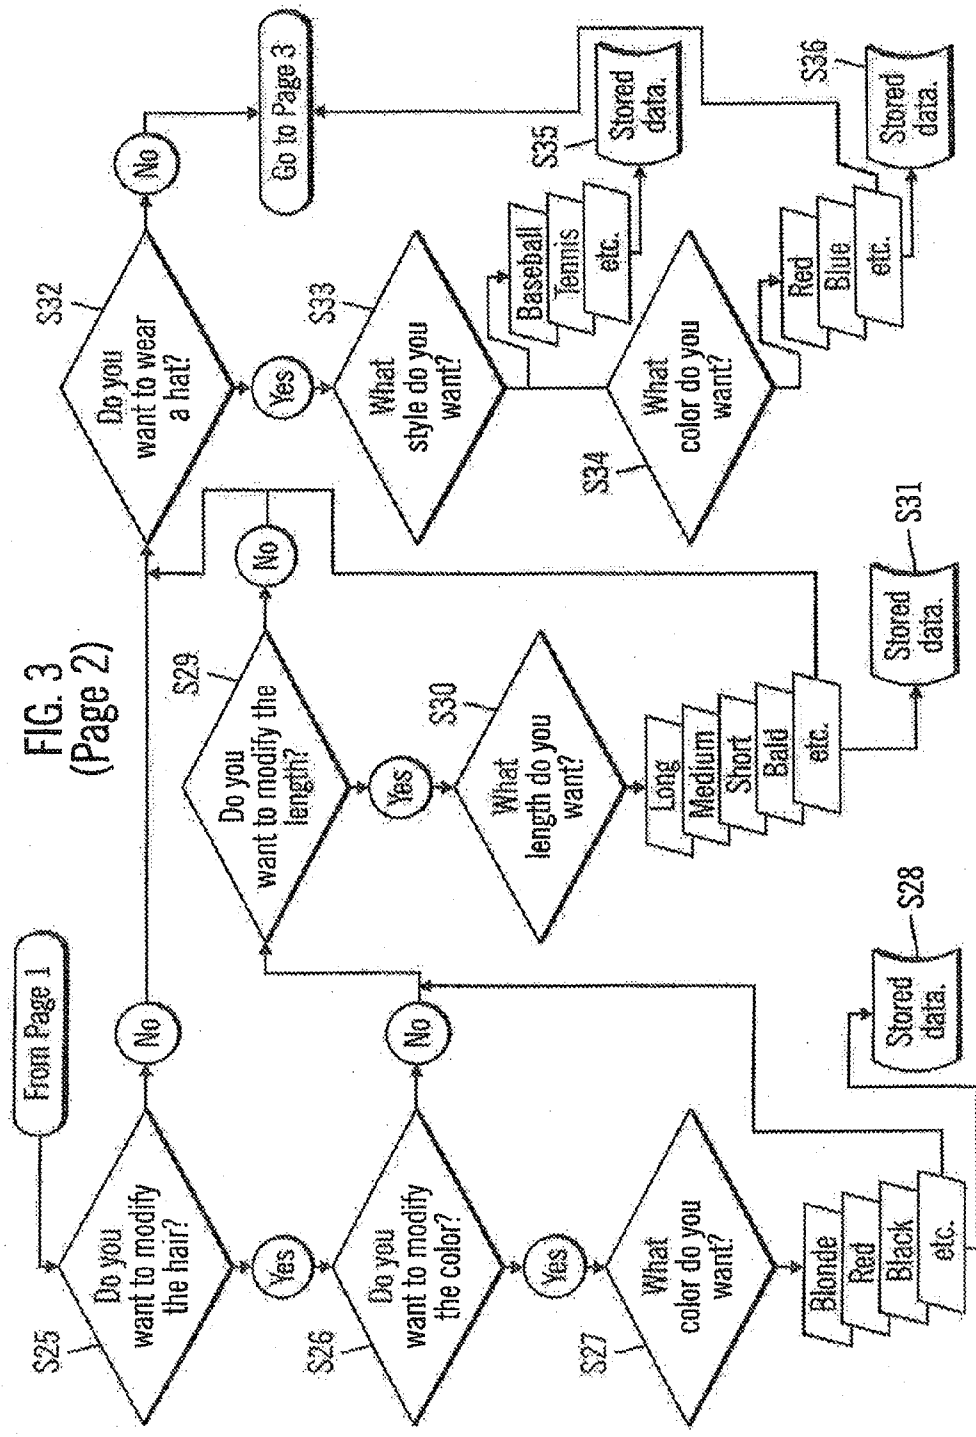 FIG. 3
(Page 2)
From Page 1
S25
Do you
want to modify
the hair?
No
Yes
S26
Do you
want to modify
the color?
No
Yes
S27
What
color do you
want?
Blonde
Red
Black
etc.
Stored
data.
S28
S29
Do you
want to modify the
length?
No
Yes
S30
What
length do you
want?
Long
Medium
Short
Bald
etc.
Stored
data.
S31
S32
Do you
want to wear
a hat?
No
Go to Page 3
Yes
S33
What
style do you
want?
Baseball
Tennis
etc.
S35
Stored
data.
S34
What
color do you
want?
Red
Blue
etc.
S36
Stored
data.